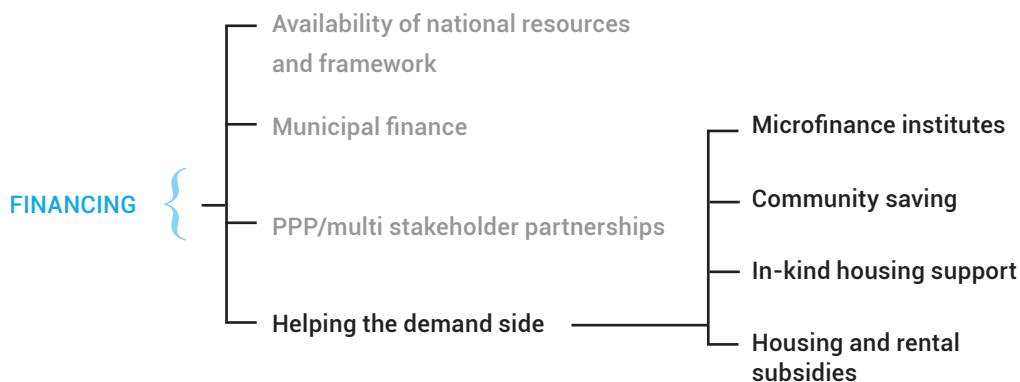 FINANCING
Availability of national resources
and framework
Municipal finance
PPP/multi stakeholder partnerships
Helping the demand side
Microfinance institutes
Community saving
In-kind housing support
Housing and rental
subsidies